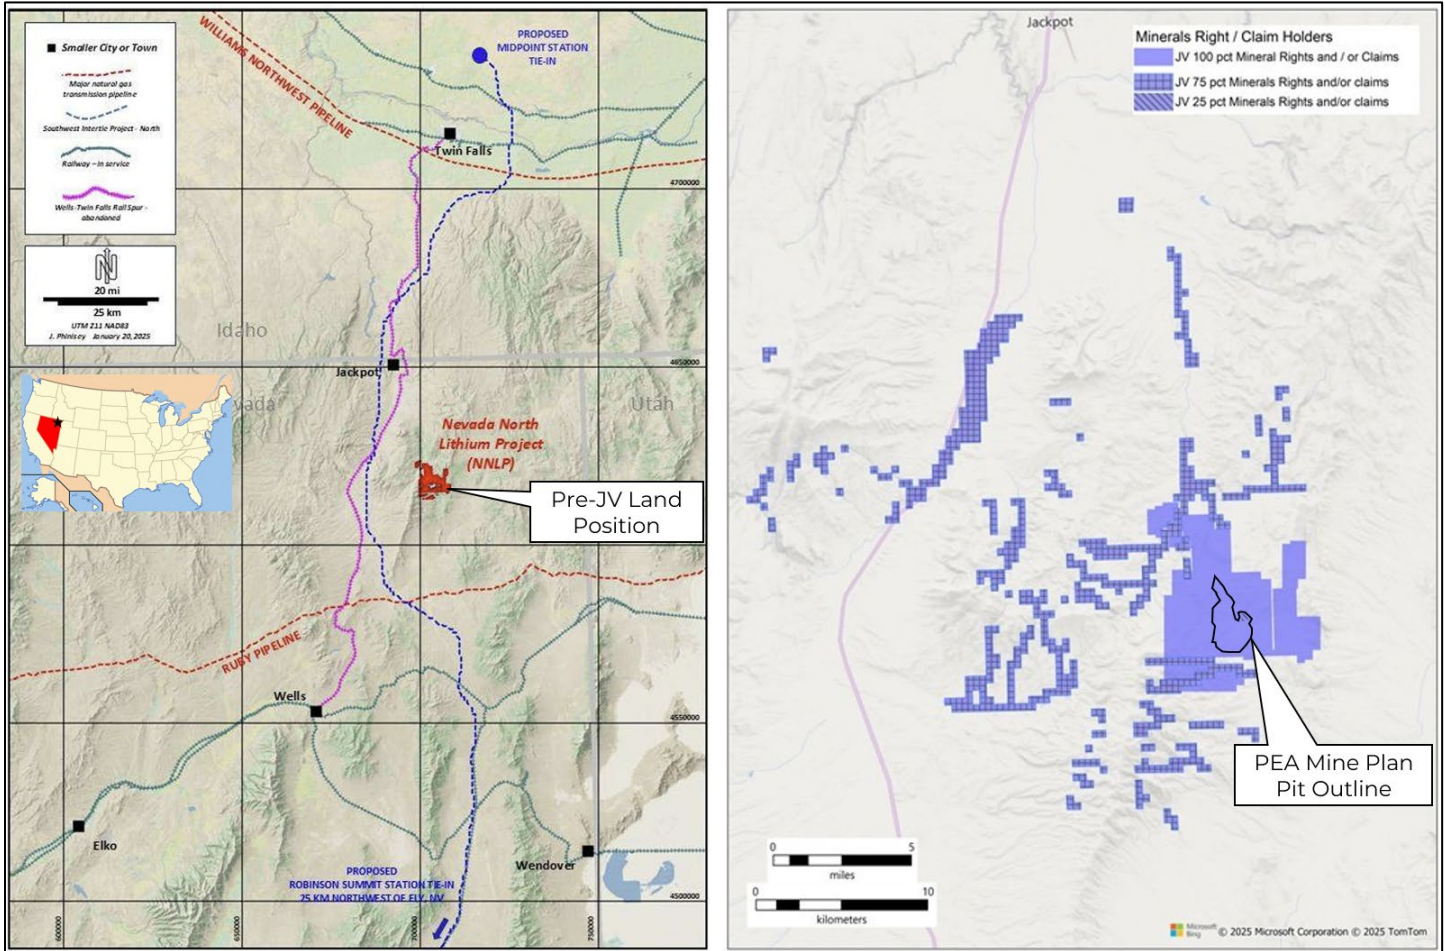 Smaller City or Town
Major natural gas
transmission pipeline
Southwest Intertie Project - North
Railway – In service
Wells-Twin Falls Rail Spur -
abandoned
N
20 mi
25 km
UTM Z11 NAD83
J. Phinisey January 20, 2025
WILLIAMS NORTHWEST PIPELINE
PROPOSED
MIDPOINT STATION
TIE-IN
Twin Falls
4700000
Idaho
4650000
Jackpot
vada
Utah
Nevada North
Lithium Project
(NNLP)
Pre-JV Land
Position
RUBY PIPELINE
Wells
4550000
Elko
Wendover
PROPOSED
ROBINSON SUMMIT STATION TIE-IN
25 KM NORTHWEST OF ELY, NV
4500000
600000
650000
700000
750000
Jackpot
Minerals Right / Claim Holders
JV 100 pct Mineral Rights and / or Claims
JV 75 pct Minerals Rights and/or claims
JV 25 pct Minerals Rights and/or claims
PEA Mine Plan
Pit Outline
0 5
miles
0 10
kilometers
Microsoft
Bing
© 2025 Microsoft Corporation © 2025 TomTom